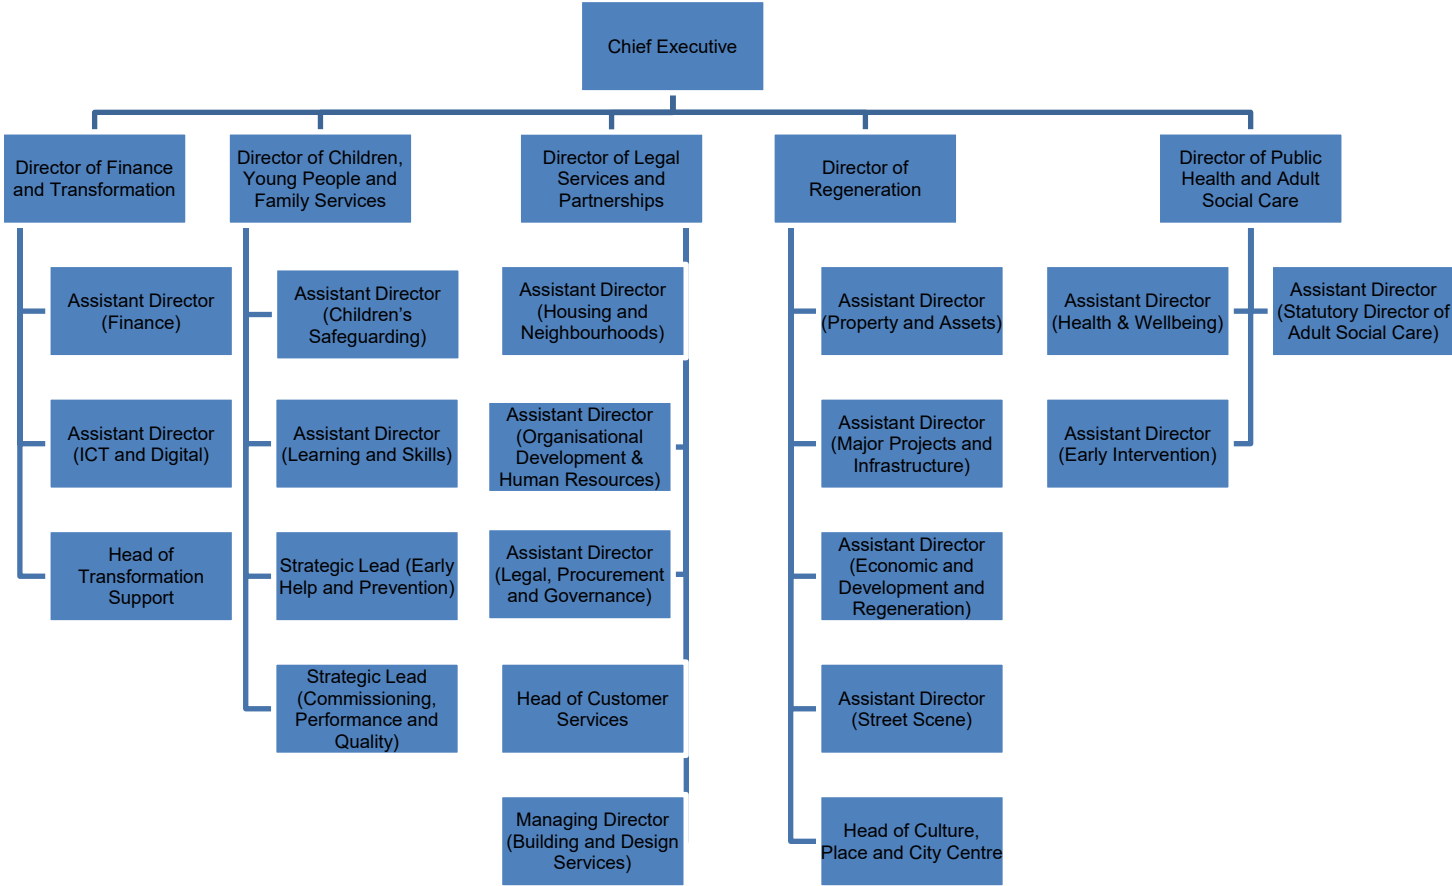 Chief Executive
Director of Finance
and Transformation
Director of Children,
Young People and
Family Services
Director of Legal
Services and
Partnerships
Director of
Regeneration
Director of Public
Health and Adult
Social Care
Assistant Director
(Finance)
Assistant Director
(ICT and Digital)
Head of
Transformation
Support
Assistant Director
(Children’s
Safeguarding)
Assistant Director
(Learning and Skills)
Strategic Lead (Early
Help and Prevention)
Strategic Lead
(Commissioning,
Performance and
Quality)
Assistant Director
(Housing and
Neighbourhoods)
Assistant Director
(Organisational
Development &
Human Resources)
Assistant Director
(Legal, Procurement
and Governance)
Head of Customer
Services
Managing Director
(Building and Design
Services)
Assistant Director
(Property and Assets)
Assistant Director
(Major Projects and
Infrastructure)
Assistant Director
(Economic and
Development and
Regeneration)
Assistant Director
(Street Scene)
Head of Culture,
Place and City Centre
Assistant Director
(Health & Wellbeing)
Assistant Director
(Statutory Director of
Adult Social Care)
Assistant Director
(Early Intervention)